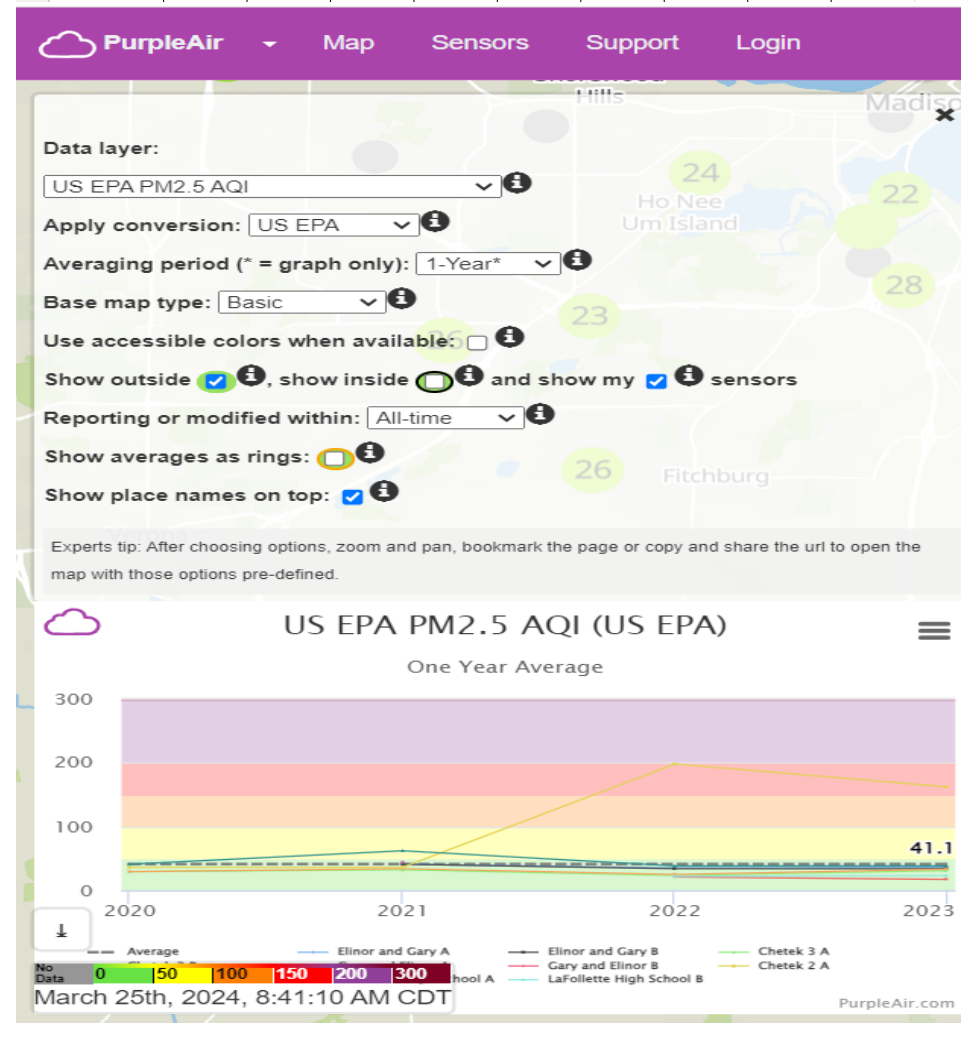 PurpleAir Map Sensors Support Login
Hills
Madiso
Data layer:
US EPA PM2.5 AQI
24
22
Ho Nee
Um Island
Apply conversion: US EPA
Averaging period (* = graph only): 1-Year*
28
Base map type: Basic
23
Use accessible colors when available:
26
Show outside , show inside and show my sensors
Reporting or modified within: All-time
Show averages as rings:
26
Fitchburg
Show place names on top:
Verona
Experts tip: After choosing options, zoom and pan, bookmark the page or copy and share the url to open the
map with those options pre-defined.
US EPA PM2.5 AQI (US EPA)
One Year Average
300
200
100
41.1
0
2020 2021 2022 2023
Average Elinor and Gary A Elinor and Gary B Chetek 3 A
Gary and Elinor B Chetek 2 A
hool A LaFollette High School B
No
Data 0 50 100 150 200 300
March 25th, 2024, 8:41:10 AM CDT
PurpleAir.com